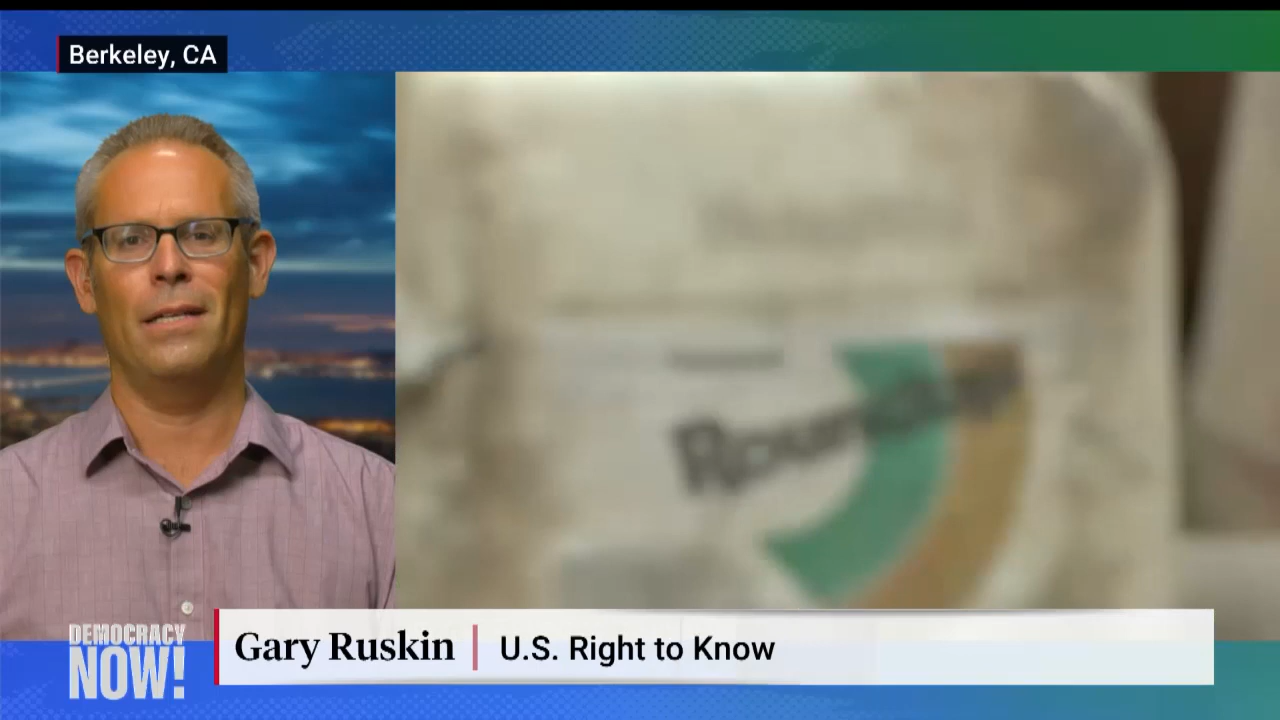 Berkeley, CA
DEMOCRACY
NOW!
Gary Ruskin
U.S. Right to Know